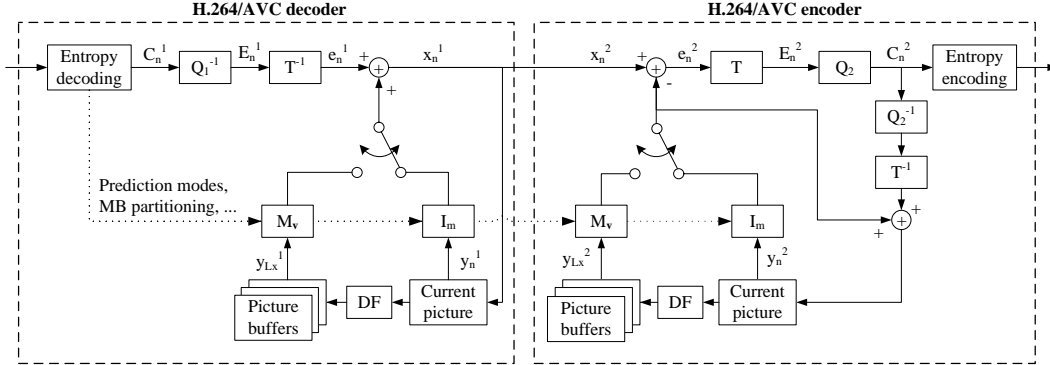 H.264/AVC decoder
H.264/AVC encoder
Entropy
decoding
C_n^1
Q_1^-1
E_n^1
T^-1
e_n^1
+
+
+
x_n^1
x_n^2
+
+
-
e_n^2
T
E_n^2
Q_2
C_n^2
Entropy
encoding
Q_2^-1
T^-1
+
+
+
Prediction modes,
MB partitioning, ...
M_v
I_m
M_v
I_m
y_Lx^1
y_n^1
y_Lx^2
y_n^2
Picture
buffers
DF
Current
picture
Picture
buffers
DF
Current
picture